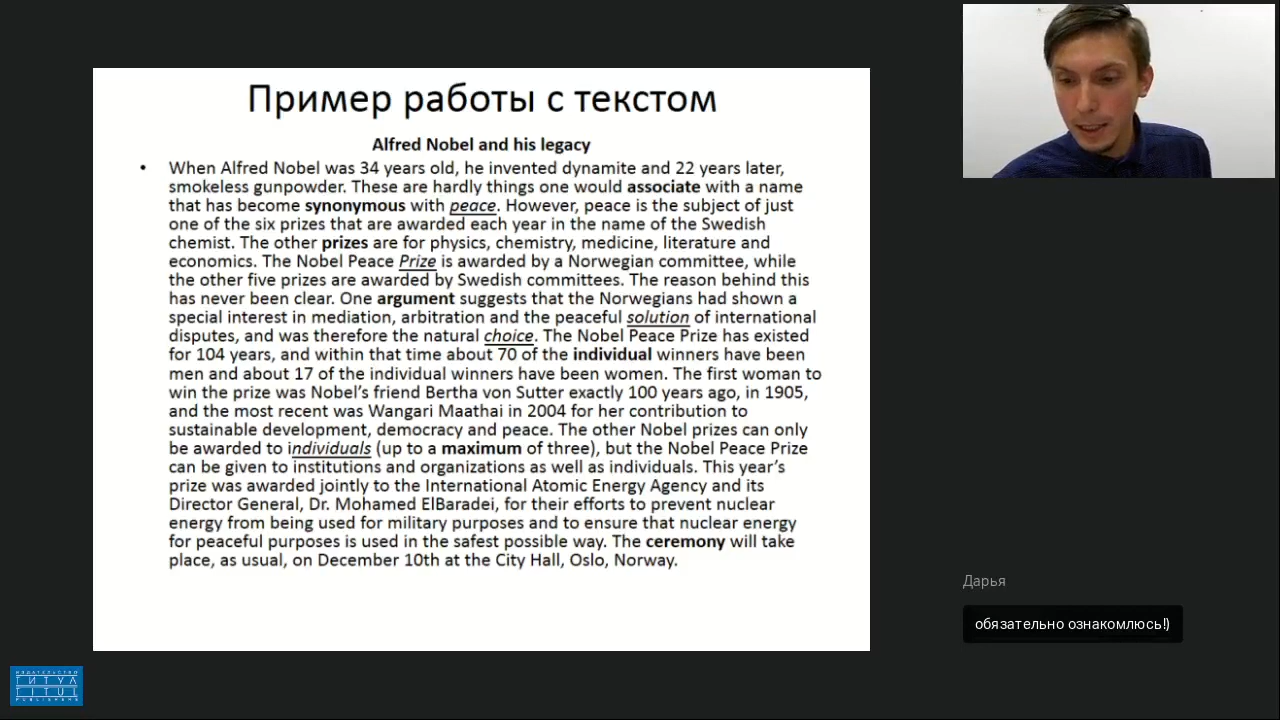 Пример работы с текстом
Alfred Nobel and his legacy
• When Alfred Nobel was 34 years old, he invented dynamite and 22 years later,
smokeless gunpowder. These are hardly things one would associate with a name
that has become synonymous with peace. However, peace is the subject of just
one of the six prizes that are awarded each year in the name of the Swedish
chemist. The other prizes are for physics, chemistry, medicine, literature and
economics. The Nobel Peace Prize is awarded by a Norwegian committee, while
the other five prizes are awarded by Swedish committees. The reason behind this
has never been clear. One argument suggests that the Norwegians had shown a
special interest in mediation, arbitration and the peaceful solution of international
disputes, and was therefore the natural choice. The Nobel Peace Prize has existed
for 104 years, and within that time about 70 of the individual winners have been
men and about 17 of the individual winners have been women. The first woman to
win the prize was Nobel’s friend Bertha von Sutter exactly 100 years ago, in 1905,
and the most recent was Wangari Maathai in 2004 for her contribution to
sustainable development, democracy and peace. The other Nobel prizes can only
be awarded to individuals (up to a maximum of three), but the Nobel Peace Prize
can be given to institutions and organizations as well as individuals. This year’s
prize was awarded jointly to the International Atomic Energy Agency and its
Director General, Dr. Mohamed ElBaradei, for their efforts to prevent nuclear
energy from being used for military purposes and to ensure that nuclear energy
for peaceful purposes is used in the safest possible way. The ceremony will take
place, as usual, on December 10th at the City Hall, Oslo, Norway.
Дарья
обязательно ознакомлюсь!)
ИЗДАТЕЛЬСТВО
ТИТУЛ
TITUL
PUBLISHERS